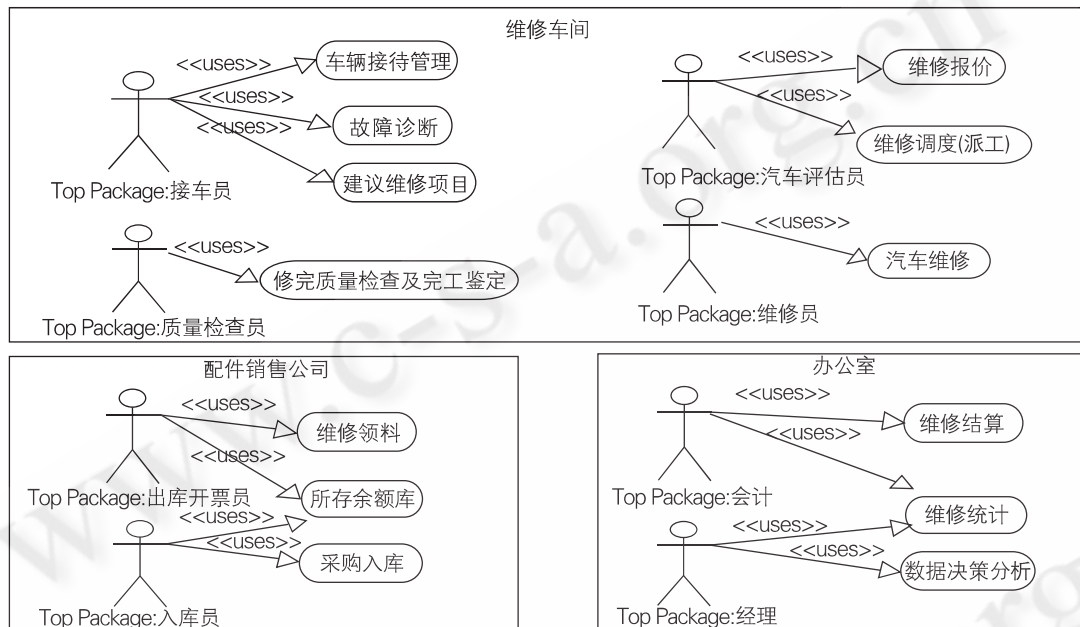 维修车间
<<uses>>
车辆接待管理
<<uses>>
故障诊断
<<uses>>
建议维修项目
Top Package:接车员
<<uses>>
维修报价
<<uses>>
维修调度(派工)
Top Package:汽车评估员
<<uses>>
修完质量检查及完工鉴定
Top Package:质量检查员
<<uses>>
汽车维修
Top Package:维修员
配件销售公司
<<uses>>
维修领料
<<uses>>
所存余额库
Top Package:出库开票员
<<uses>>
<<uses>>
采购入库
Top Package:入库员
办公室
<<uses>>
维修结算
<<uses>>
Top Package:会计
维修统计
<<uses>>
<<uses>>
数据决策分析
Top Package:经理
www.c-s-a.org.cn